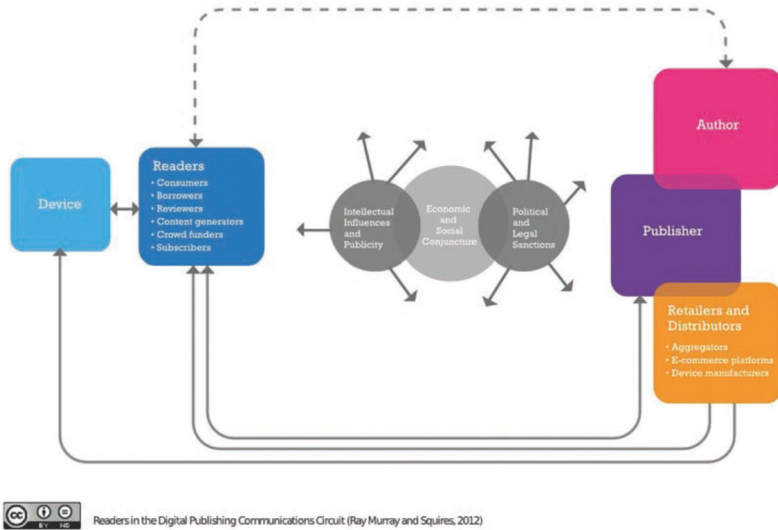 Author
Readers
• Consumers
• Borrowers
• Reviewers
• Content generators
• Crowd funders
• Subscribers
Device
Intellectual
Influences
and
Publicity
Economic
and
Social
Conjuncture
Political
and
Legal
Sanctions
Publisher
Retailers and
Distributors
• Aggregators
• E-commerce platforms
• Device manufacturers
cc
BY
Readers in the Digital Publishing Communications Circuit (Ray Murray and Squires, 2012)